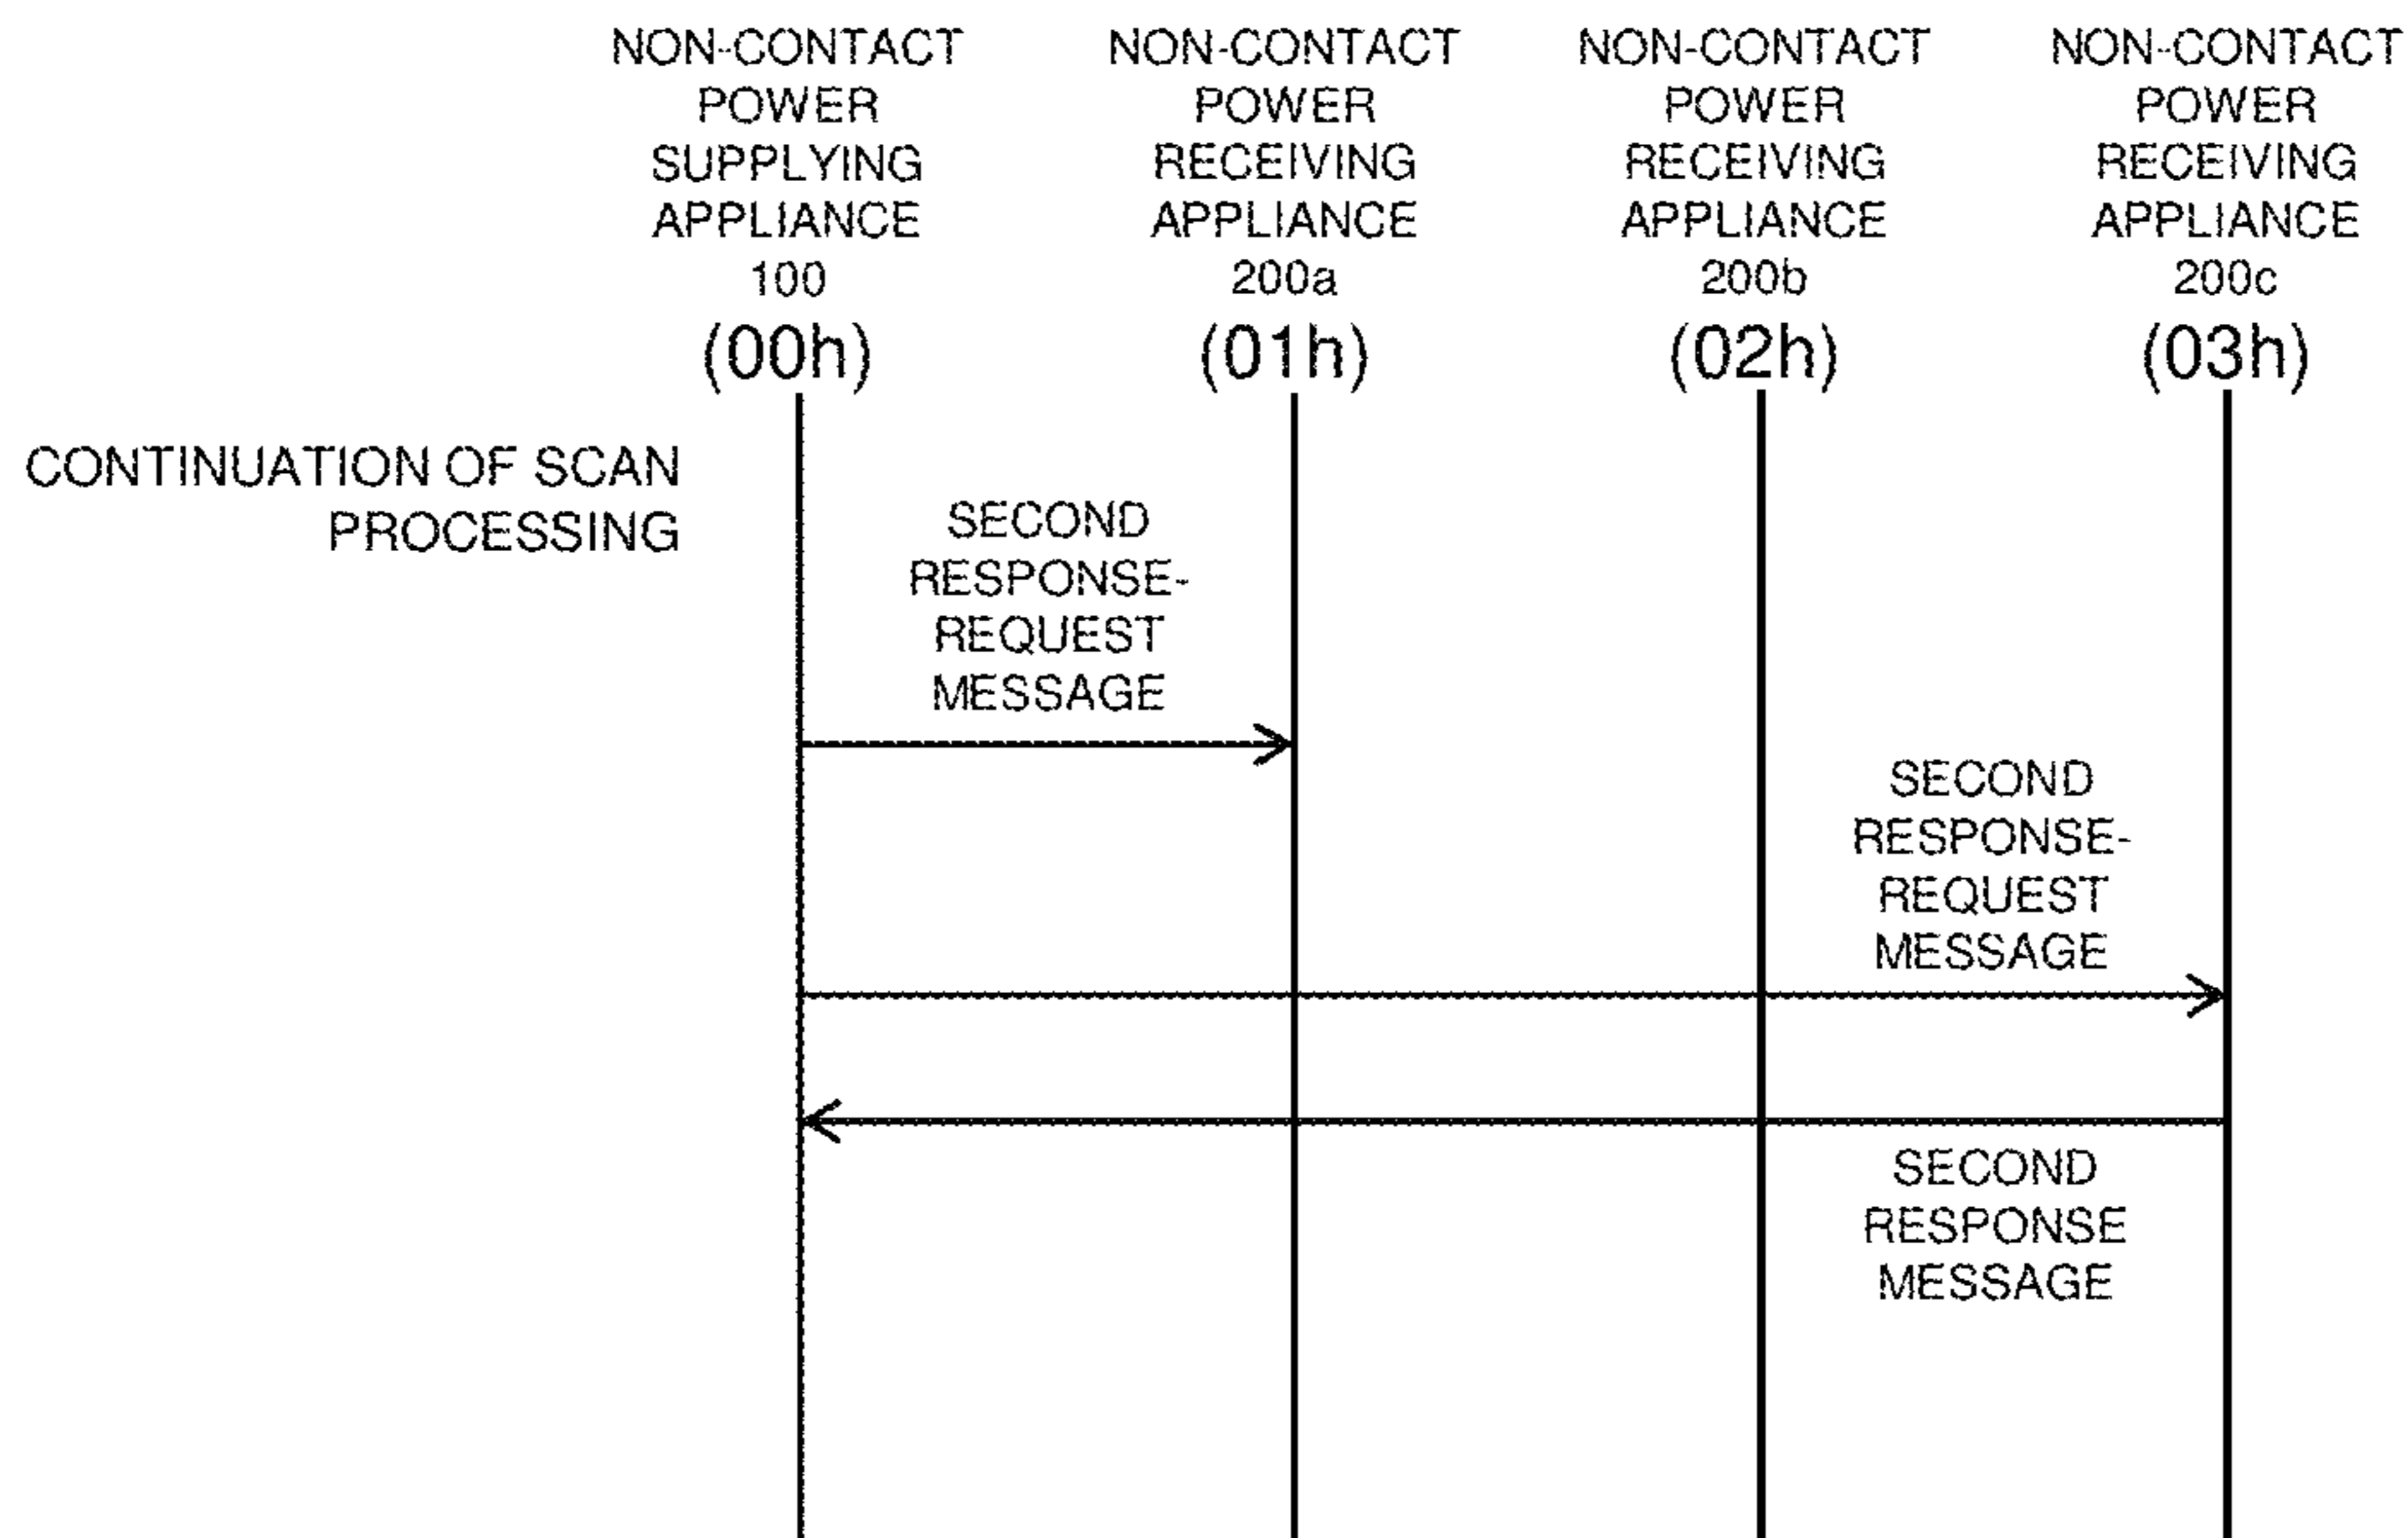 NON-CONTACT
POWER
SUPPLYING
APPLIANCE
100
(00h)
NON-CONTACT
POWER
RECEIVING
APPLIANCE
200a
(01h)
NON-CONTACT
POWER
RECEIVING
APPLIANCE
200b
(02h)
NON-CONTACT
POWER
RECEIVING
APPLIANCE
200c
(03h)
CONTINUATION OF SCAN
PROCESSING
SECOND
RESPONSE-
REQUEST
MESSAGE
SECOND
RESPONSE-
REQUEST
MESSAGE
SECOND
RESPONSE
MESSAGE